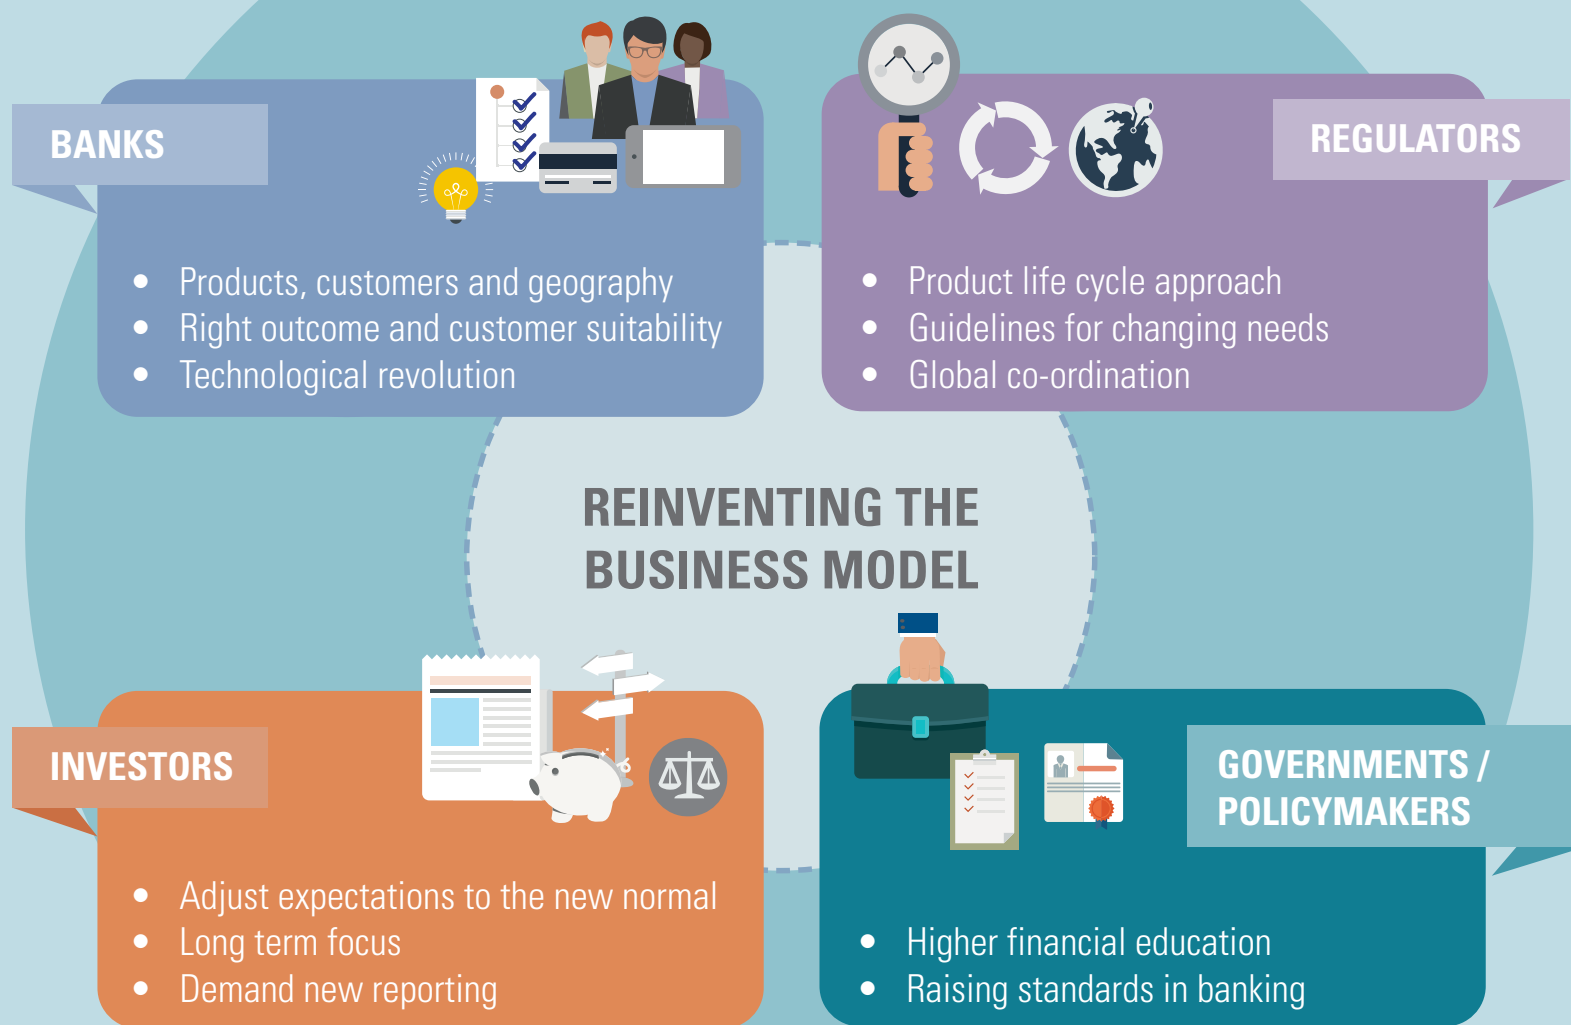 BANKS
• Products, customers and geography
• Right outcome and customer suitability
• Technological revolution
REGULATORS
• Product life cycle approach
• Guidelines for changing needs
• Global co-ordination
REINVENTING THE
BUSINESS MODEL
INVESTORS
• Adjust expectations to the new normal
• Long term focus
• Demand new reporting
GOVERNMENTS /
POLICYMAKERS
• Higher financial education
• Raising standards in banking